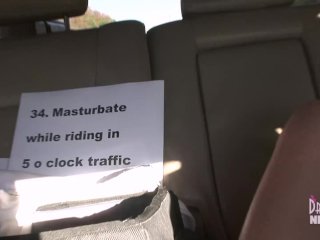 34. Masturbate
while riding in
5 o clock traffic